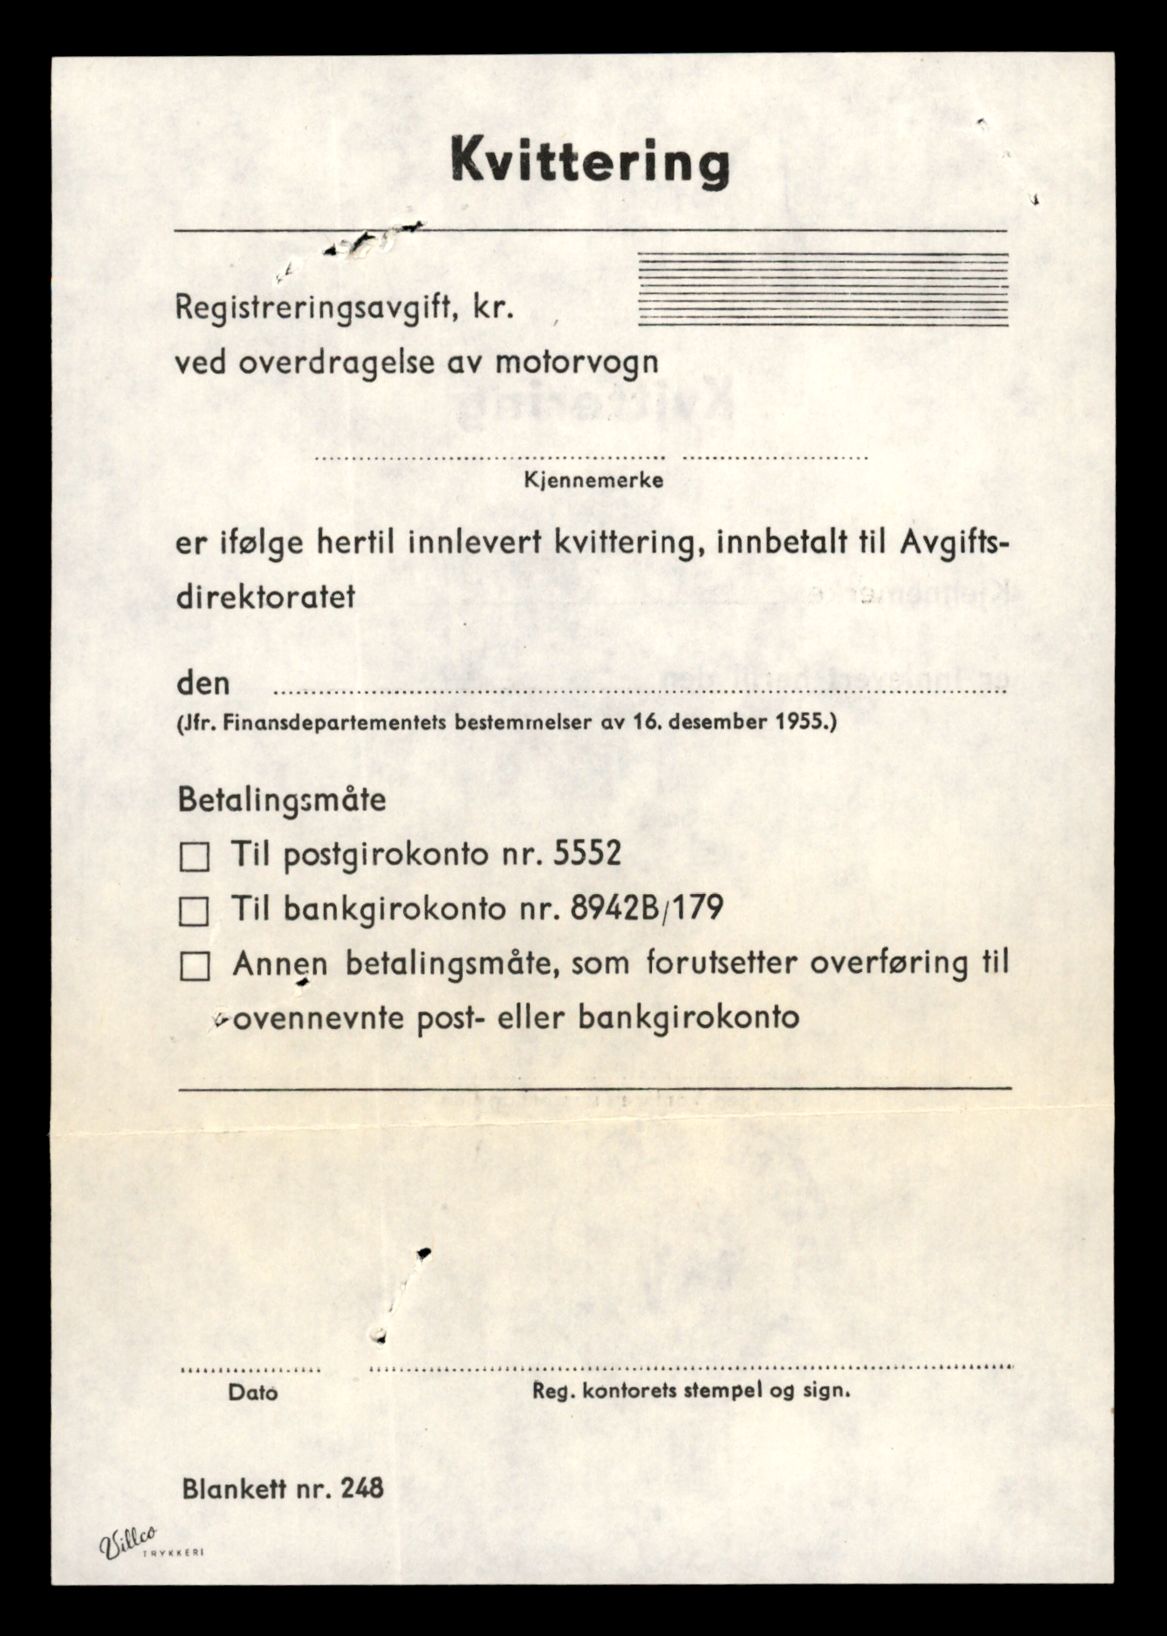 Kvittering
Registreringsavgift, kr.
ved overdragelse av motorvogn
Kjennemerke
er ifølge hertil innlevert kvittering, innbetalt til Avgifts-
direktoratet
den
(Jfr. Finansdepartementets bestemmelser av 16. desember 1955.)
Betalingsmåte
Til postgirokonto nr. 5552
Til bankgirokonto nr. 8942B/179
Annen betalingsmåte, som forutsetter overføring til
ovennevnte post- eller bankgirokonto
Dato
Reg. kontorets stempel og sign.
Blankett nr. 248
Villco
TRYKKERI